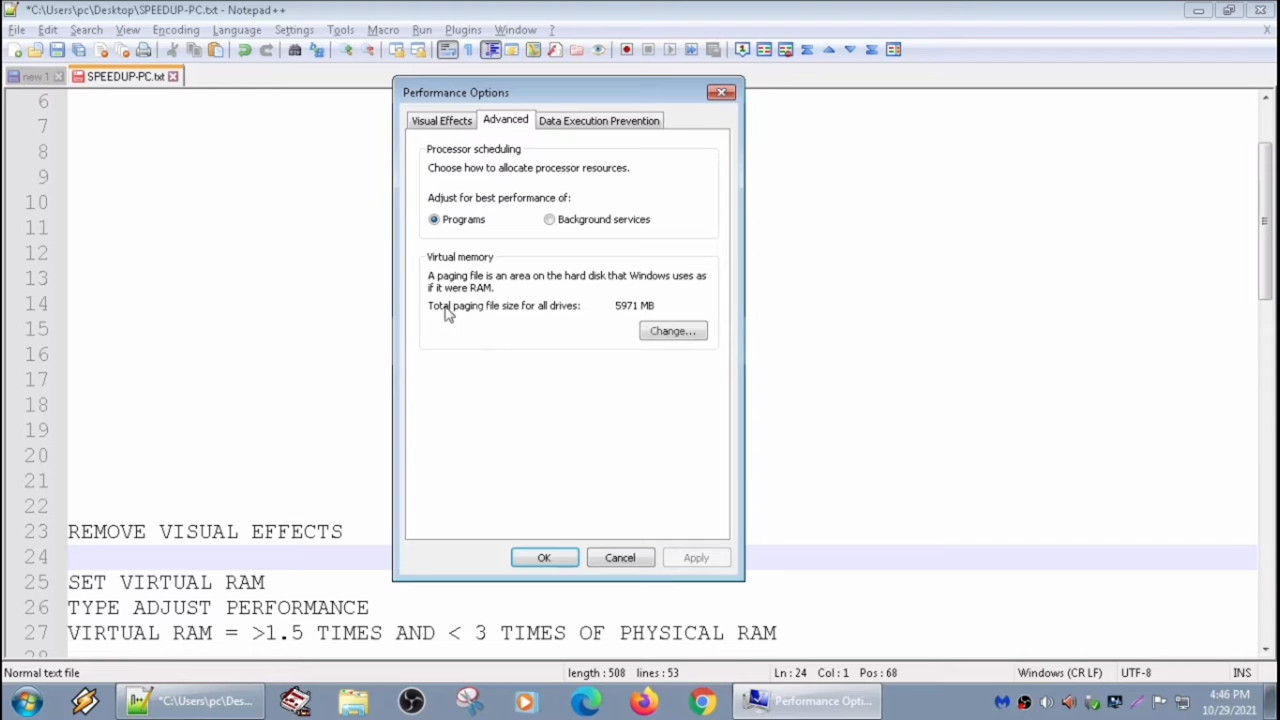 *C:\Users\pc\Desktop\SPEEDUP-PC.txt - Notepad++
File Edit Search View Encoding Language Settings Tools Macro Run Plugins Window ? X
new 1 SPEEDUP-PC.txt
Performance Options
Visual Effects Advanced Data Execution Prevention
Processor scheduling
Choose how to allocate processor resources.
Adjust for best performance of:
Programs Background services
Virtual memory
A paging file is an area on the hard disk that Windows uses as
if it were RAM.
Total paging file size for all drives: 5971 MB
Change...
OK Cancel Apply
6
7
8
9
10
11
12
13
14
15
16
17
18
19
20
21
22
23 REMOVE VISUAL EFFECTS
24
25 SET VIRTUAL RAM
26 TYPE ADJUST PERFORMANCE
27 VIRTUAL RAM = >1.5 TIMES AND < 3 TIMES OF PHYSICAL RAM
Normal text file length : 508 lines : 53 Ln : 24 Col : 1 Pos : 68 Windows (CR LF) UTF-8 INS
*C:\Users\pc\Des... Performance Opti... 4:46 PM
10/29/2021